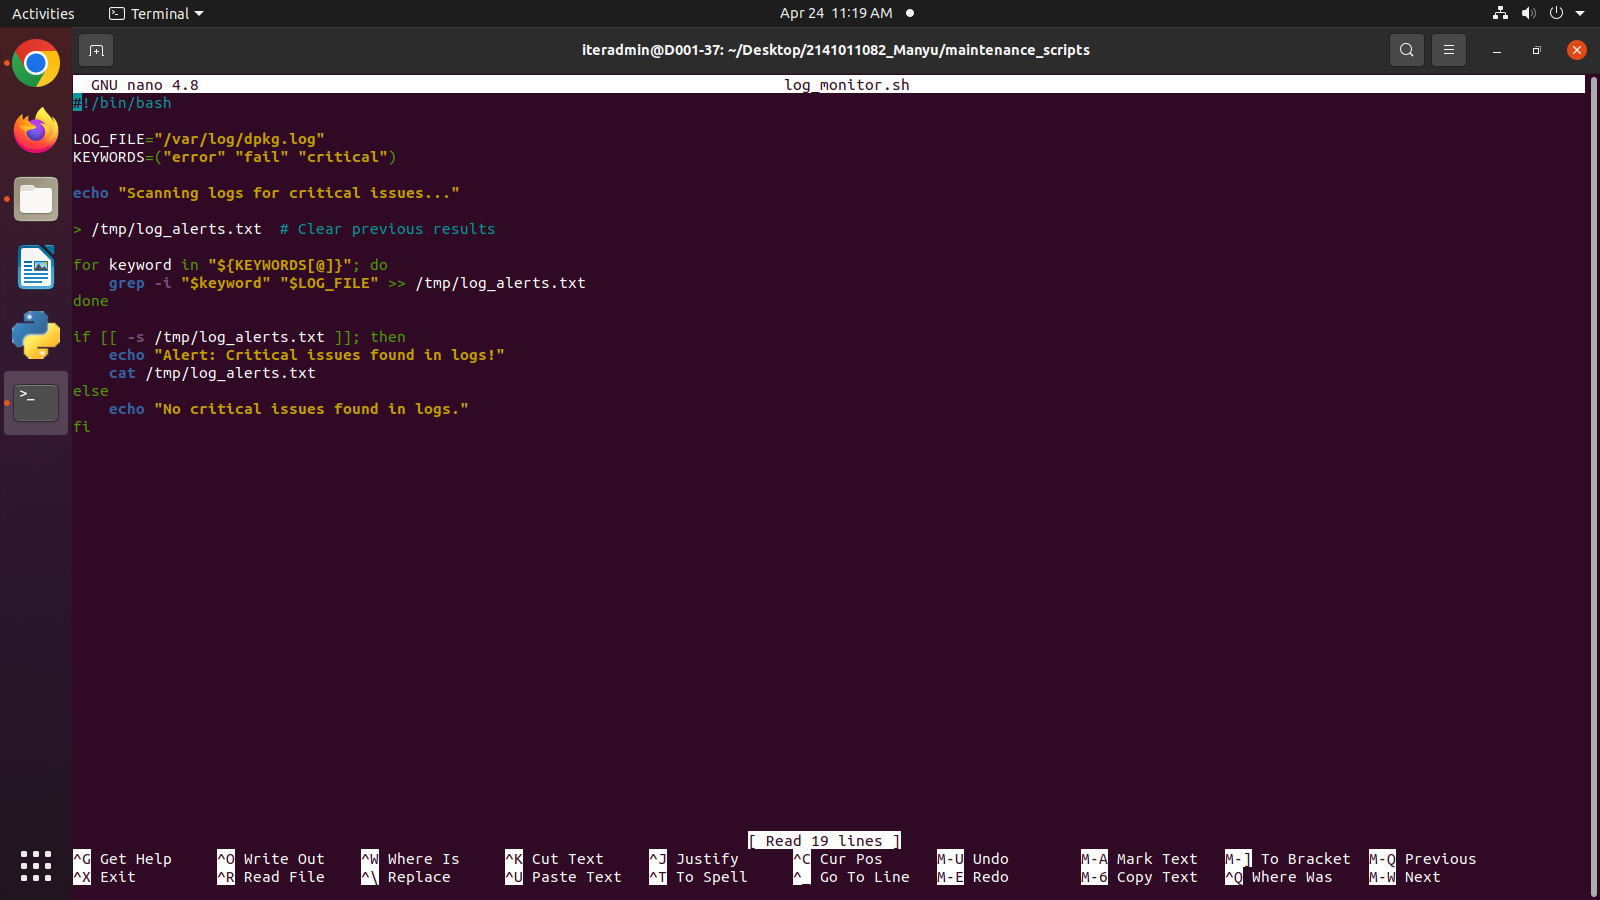 Activities Terminal Apr 24 11:19 AM
iteradmin@D001-37: ~/Desktop/2141011082_Manyu/maintenance_scripts
GNU nano 4.8 log_monitor.sh
#!/bin/bash
LOG_FILE="/var/log/dpkg.log"
KEYWORDS=("error" "fail" "critical")
echo "Scanning logs for critical issues..."
> /tmp/log_alerts.txt  # Clear previous results
for keyword in "${KEYWORDS[@]}"; do
    grep -i "$keyword" "$LOG_FILE" >> /tmp/log_alerts.txt
done
if [[ -s /tmp/log_alerts.txt ]]; then
    echo "Alert: Critical issues found in logs!"
    cat /tmp/log_alerts.txt
else
    echo "No critical issues found in logs."
fi
[ Read 19 lines ]
^G Get Help ^O Write Out ^W Where Is ^K Cut Text ^J Justify ^C Cur Pos M-U Undo M-A Mark Text M-] To Bracket M-Q Previous
^X Exit ^R Read File ^\ Replace ^U Paste Text ^T To Spell ^_ Go To Line M-E Redo M-6 Copy Text ^Q Where Was M-W Next